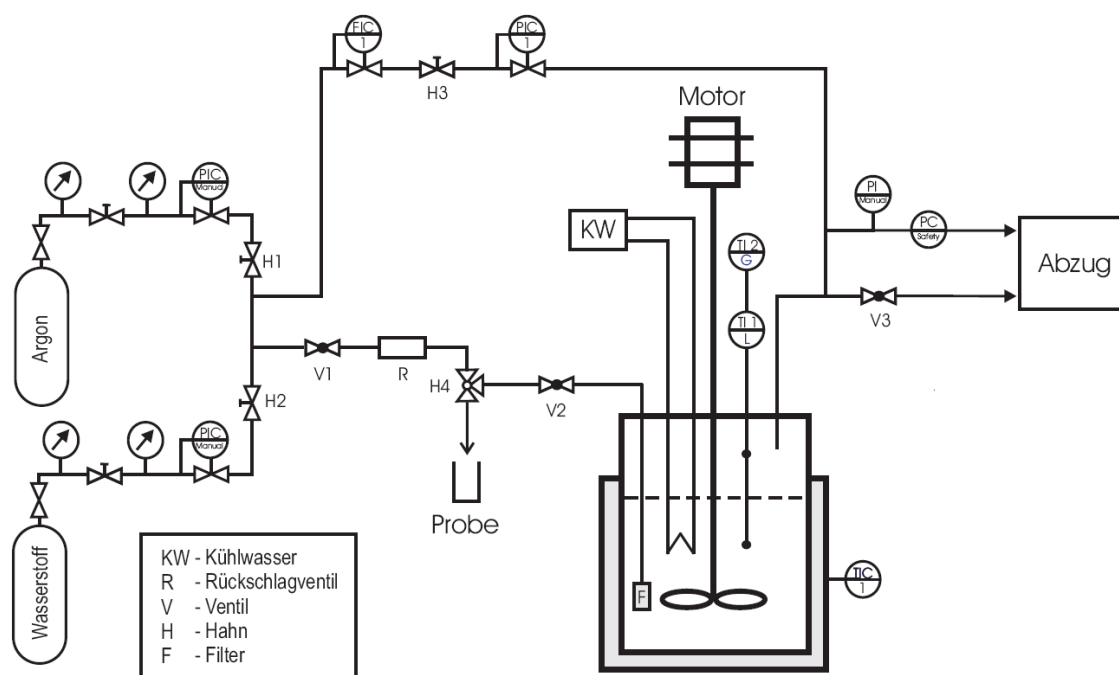 FIC
1
PIC
1
H3
Motor
PIC
Manual
PI
Manual
PC
Safety
KW
TI 2
G
Abzug
H1
TI 1
L
V3
Argon
V1
R
H4
V2
H2
PIC
Manual
Probe
TIC
1
F
Wasserstoff
KW - Kühlwasser
R - Rückschlagventil
V - Ventil
H - Hahn
F - Filter